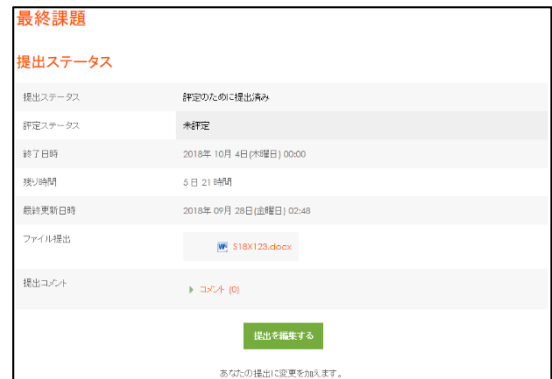 最終課題
提出ステータス
提出ステータス 評定のために提出済み
評定ステータス 未評定
終了日時 2018年 10月 4日(木曜日) 00:00
残り時間 5 日 21 時間
最終更新日時 2018年 09月 28日(金曜日) 02:48
ファイル提出 S18X123.docx
提出コメント コメント (0)
提出を編集する
あなたの提出に変更を加えます。